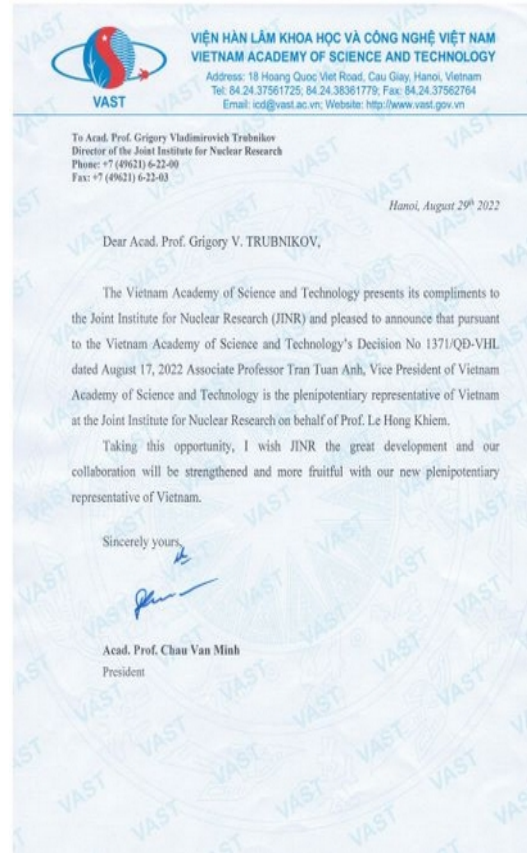 VIỆN HÀN LÂM KHOA HỌC VÀ CÔNG NGHỆ VIỆT NAM
VIETNAM ACADEMY OF SCIENCE AND TECHNOLOGY
Address: 18 Hoang Quoc Viet Road, Cau Giay, Hanoi, Vietnam
Tel: 84.24.37561725; 84.24.38361779; Fax: 84.24.37562764
Email: icd@vast.ac.vn; Website: http://www.vast.gov.vn
VAST
To Acad. Prof. Grigory Vladimirovich Trubnikov
Director of the Joint Institute for Nuclear Research
Phone: +7 (49621) 6-22-00
Fax: +7 (49621) 6-22-03
Hanoi, August 29th 2022
Dear Acad. Prof. Grigory V. TRUBNIKOV,
The Vietnam Academy of Science and Technology presents its compliments to
the Joint Institute for Nuclear Research (JINR) and pleased to announce that pursuant
to the Vietnam Academy of Science and Technology's Decision No 1371/QĐ-VHL
dated August 17, 2022 Associate Professor Tran Tuan Anh, Vice President of Vietnam
Academy of Science and Technology is the plenipotentiary representative of Vietnam
at the Joint Institute for Nuclear Research on behalf of Prof. Le Hong Khiem.
Taking this opportunity, I wish JINR the great development and our
collaboration will be strengthened and more fruitful with our new plenipotentiary
representative of Vietnam.
Sincerely yours,
Acad. Prof. Chau Van Minh
President